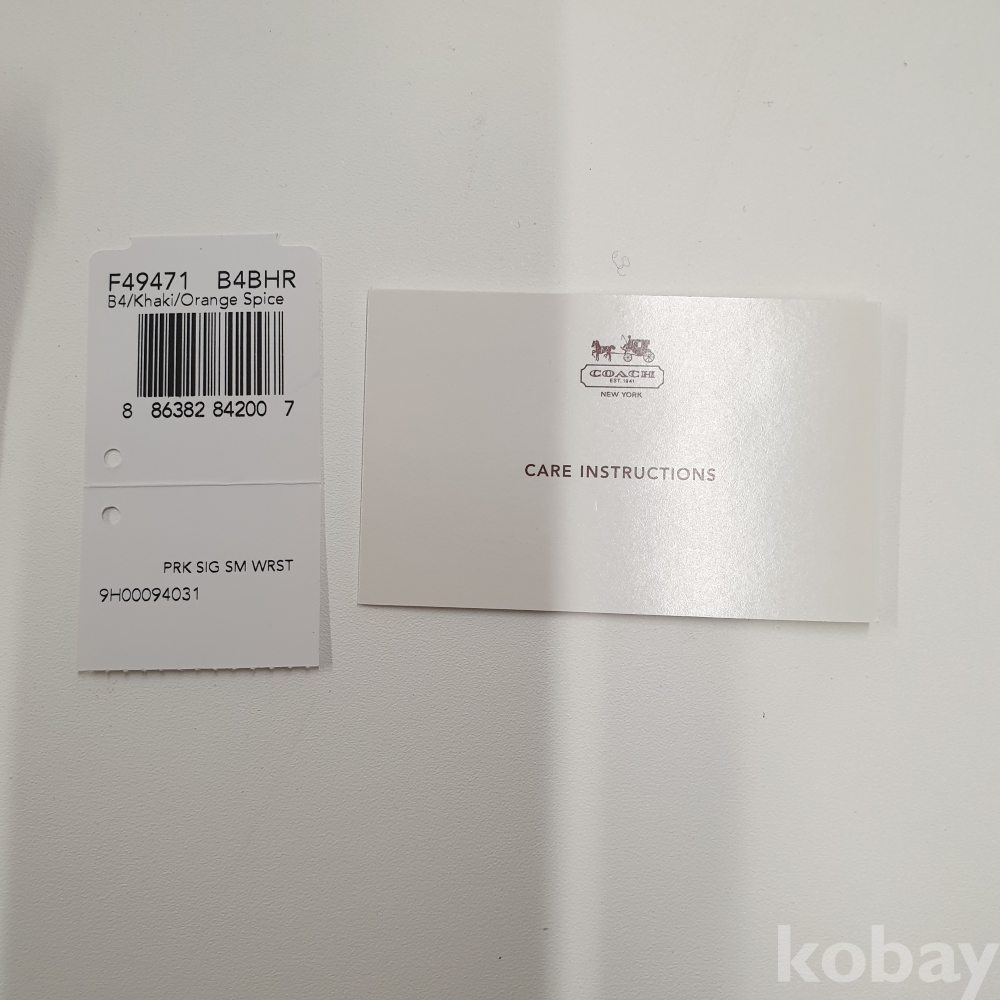 F49471 B4BHR
B4/Khaki/Orange Spice
8 86382 84200 7
PRK SIG SM WRST
9H00094031
COACH
EST. 1941
NEW YORK
CARE INSTRUCTIONS
kobay